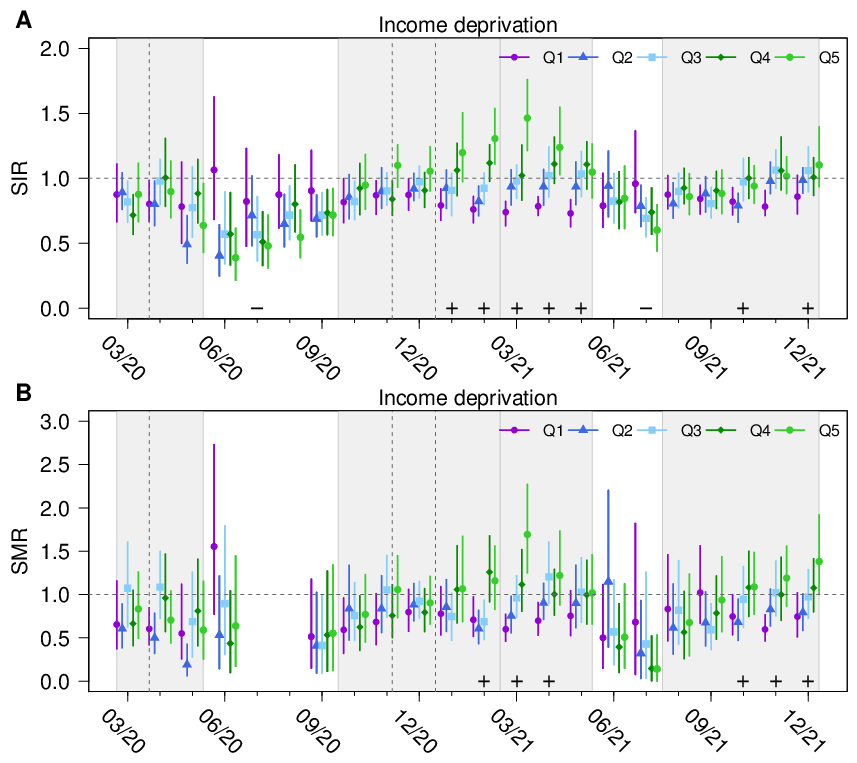 A
Income deprivation
Q1 Q2 Q3 Q4 Q5
SIR
2.0
1.5
1.0
0.5
0.0
− + + + + + − + +
03/20 06/20 09/20 12/20 03/21 06/21 09/21 12/21
B
Income deprivation
Q1 Q2 Q3 Q4 Q5
SMR
3.0
2.5
2.0
1.5
1.0
0.5
0.0
+ + + + + +
03/20 06/20 09/20 12/20 03/21 06/21 09/21 12/21